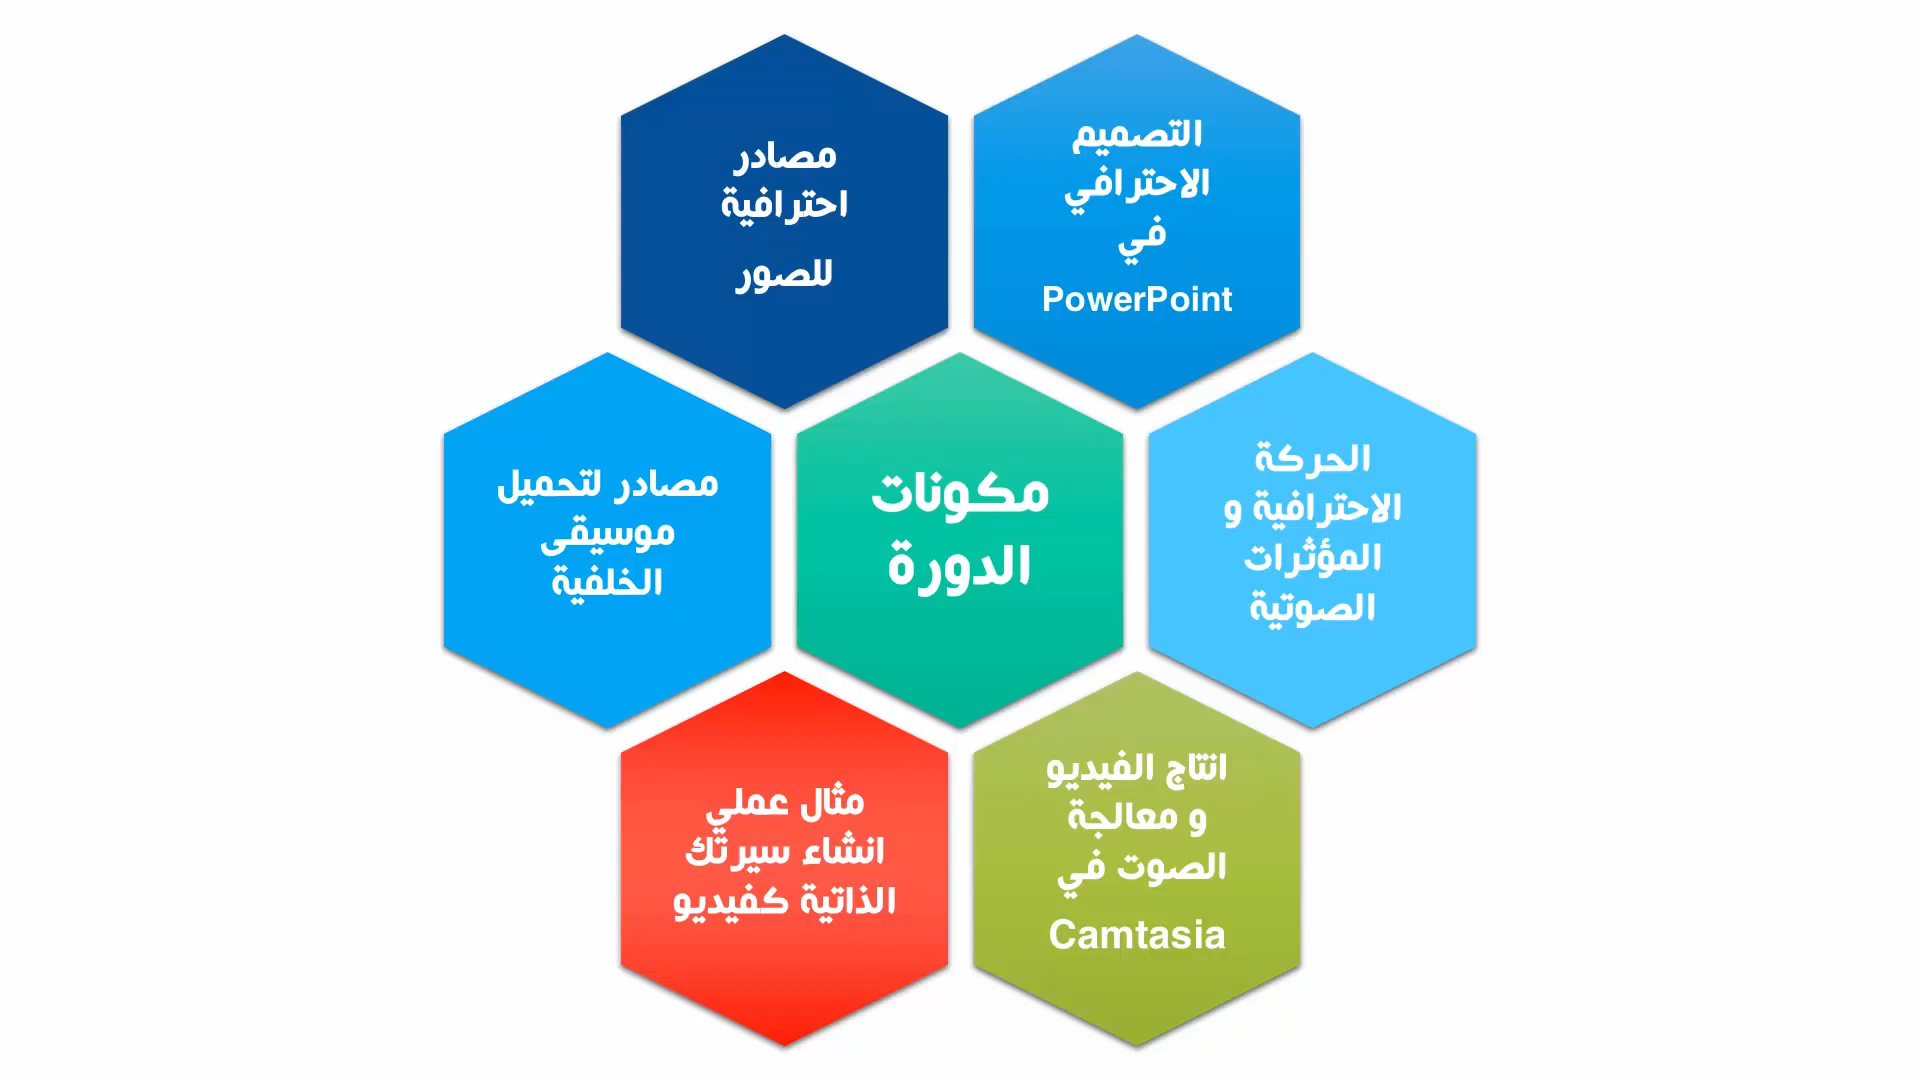 التصميم
الاحترافي
في
PowerPoint
مصادر
احترافية
للصور
الحركة
الاحترافية و
المؤثرات
الصوتية
مكونات
الدورة
مصادر لتحميل
موسيقى
الخلفية
انتاج الفيديو
و معالجة
الصوت في
Camtasia
مثال عملي
انشاء سيرتك
الذاتية كفيديو